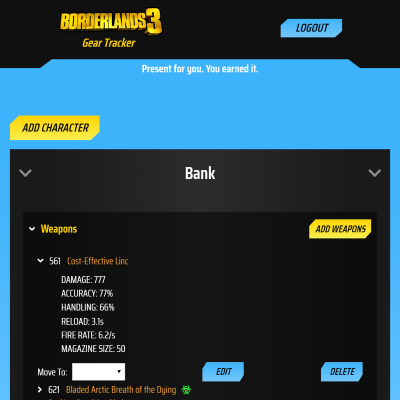 BORDERLANDS 3
Gear Tracker
LOGOUT
Present for you. You earned it.
ADD CHARACTER
Bank
Weapons
ADD WEAPONS
561 Cost-Effective Linc
DAMAGE: 777
ACCURACY: 77%
HANDLING: 66%
RELOAD: 3.1s
FIRE RATE: 6.2/s
MAGAZINE SIZE: 50
Move To:
EDIT
DELETE
621 Bladed Arctic Breath of the Dying